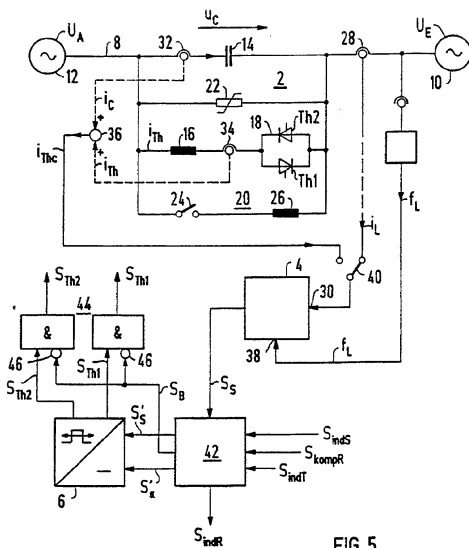 u_C
U_A
8
32
14
28
U_E
12
10
22
2
i_C
+
36
+
i_Th
i_Th
16
34
18
Th2
Th1
i_Thc
24
20
26
f_L
i_L
40
4
30
38
f_L
S_Th2
44
S_Th1
&
&
46
46
S_Th2
S_Th1
S_B
S_S
S'_S
S'_α
42
6
S_indS
S_kompR
S_indT
S_indR
FIG. 5